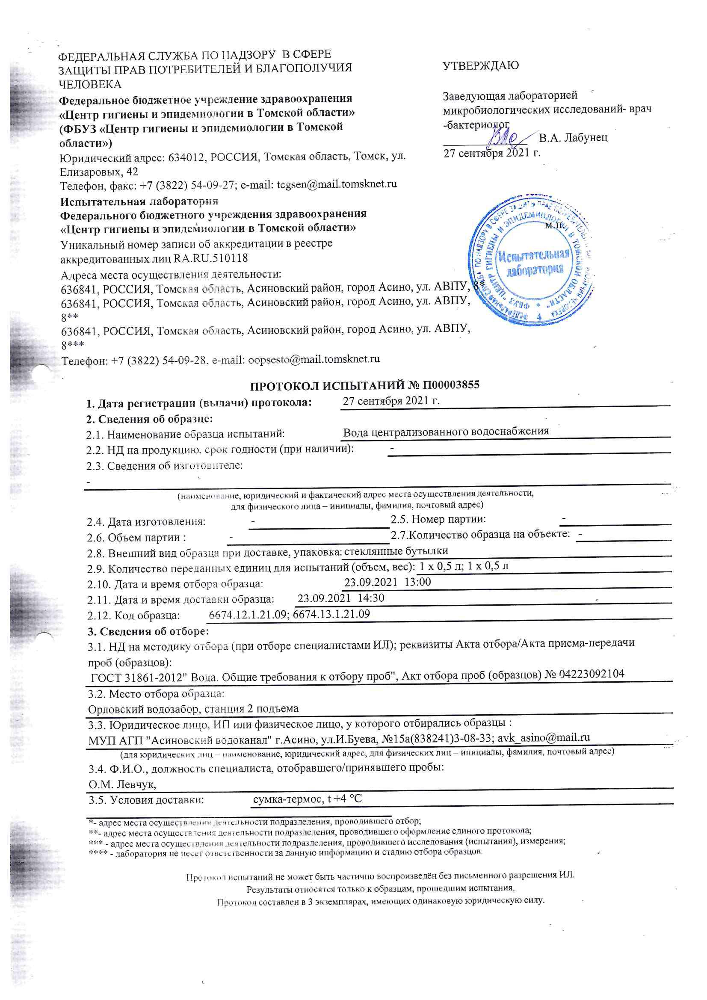 ФЕДЕРАЛЬНАЯ СЛУЖБА ПО НАДЗОРУ В СФЕРЕ
ЗАЩИТЫ ПРАВ ПОТРЕБИТЕЛЕЙ И БЛАГОПОЛУЧИЯ
ЧЕЛОВЕКА
Федеральное бюджетное учреждение здравоохранения
«Центр гигиены и эпидемиологии в Томской области»
(ФБУЗ «Центр гигиены и эпидемиологии в Томской
области»)
Юридический адрес: 634012, РОССИЯ, Томская область, Томск, ул.
Елизаровых, 42
Телефон, факс: +7 (3822) 54-09-27; e-mail: tcgsen@mail.tomsknet.ru
Испытательная лаборатория
Федерального бюджетного учреждения здравоохранения
«Центр гигиены и эпидемиологии в Томской области»
Уникальный номер записи об аккредитации в реестре
аккредитованных лиц RA.RU.510118
Адреса места осуществления деятельности:
636841, РОССИЯ, Томская область, Асиновский район, город Асино, ул. АВПУ, 8*
636841, РОССИЯ, Томская область, Асиновский район, город Асино, ул. АВПУ,
8**
636841, РОССИЯ, Томская область, Асиновский район, город Асино, ул. АВПУ,
8***
Телефон: +7 (3822) 54-09-28, e-mail: oopsesto@mail.tomsknet.ru
УТВЕРЖДАЮ
Заведующая лабораторией
микробиологических исследований- врач
-бактериолог
В.А. Лабунец
27 сентября 2021 г.
м.п.
Испытательная
лаборатория
ФБУЗ "ЦЕНТР ГИГИЕНЫ И ЭПИДЕМИОЛОГИИ В ТОМСКОЙ ОБЛАСТИ" *
4
ПРОТОКОЛ ИСПЫТАНИЙ № П00003855
1. Дата регистрации (выдачи) протокола: 27 сентября 2021 г.
2. Сведения об образце:
2.1. Наименование образца испытаний: Вода централизованного водоснабжения
2.2. НД на продукцию, срок годности (при наличии): -
2.3. Сведения об изготовителе:
-
(наименование, юридический и фактический адрес места осуществления деятельности,
для физического лица – инициалы, фамилия, почтовый адрес)
2.4. Дата изготовления: - 2.5. Номер партии: -
2.6. Объем партии : - 2.7.Количество образца на объекте: -
2.8. Внешний вид образца при доставке, упаковка: стеклянные бутылки
2.9. Количество переданных единиц для испытаний (объем, вес): 1 х 0,5 л; 1 х 0,5 л
2.10. Дата и время отбора образца: 23.09.2021 13:00
2.11. Дата и время доставки образца: 23.09.2021 14:30
2.12. Код образца: 6674.12.1.21.09; 6674.13.1.21.09
3. Сведения об отборе:
3.1. НД на методику отбора (при отборе специалистами ИЛ); реквизиты Акта отбора/Акта приема-передачи
проб (образцов):
ГОСТ 31861-2012" Вода. Общие требования к отбору проб", Акт отбора проб (образцов) № 04223092104
3.2. Место отбора образца:
Орловский водозабор, станция 2 подъема
3.3. Юридическое лицо, ИП или физическое лицо, у которого отбирались образцы :
МУП АГП "Асиновский водоканал" г.Асино, ул.И.Буева, №15а(838241)3-08-33; avk_asino@mail.ru
(для юридических лиц – наименование, юридический адрес, для физических лиц – инициалы, фамилия, почтовый адрес)
3.4. Ф.И.О., должность специалиста, отобравшего/принявшего пробы:
О.М. Левчук,
3.5. Условия доставки: сумка-термос, t +4 °C
*- адрес места осуществления деятельности подразделения, проводившего отбор;
**- адрес места осуществления деятельности подразделения, проводившего оформление единого протокола;
*** - адрес места осуществления деятельности подразделения, проводившего исследования (испытания), измерения;
**** - лаборатория не несет ответственности за данную информацию и стадию отбора образцов.
Протокол испытаний не может быть частично воспроизведён без письменного разрешения ИЛ.
Результаты относятся только к образцам, прошедшим испытания.
Протокол составлен в 3 экземплярах, имеющих одинаковую юридическую силу.